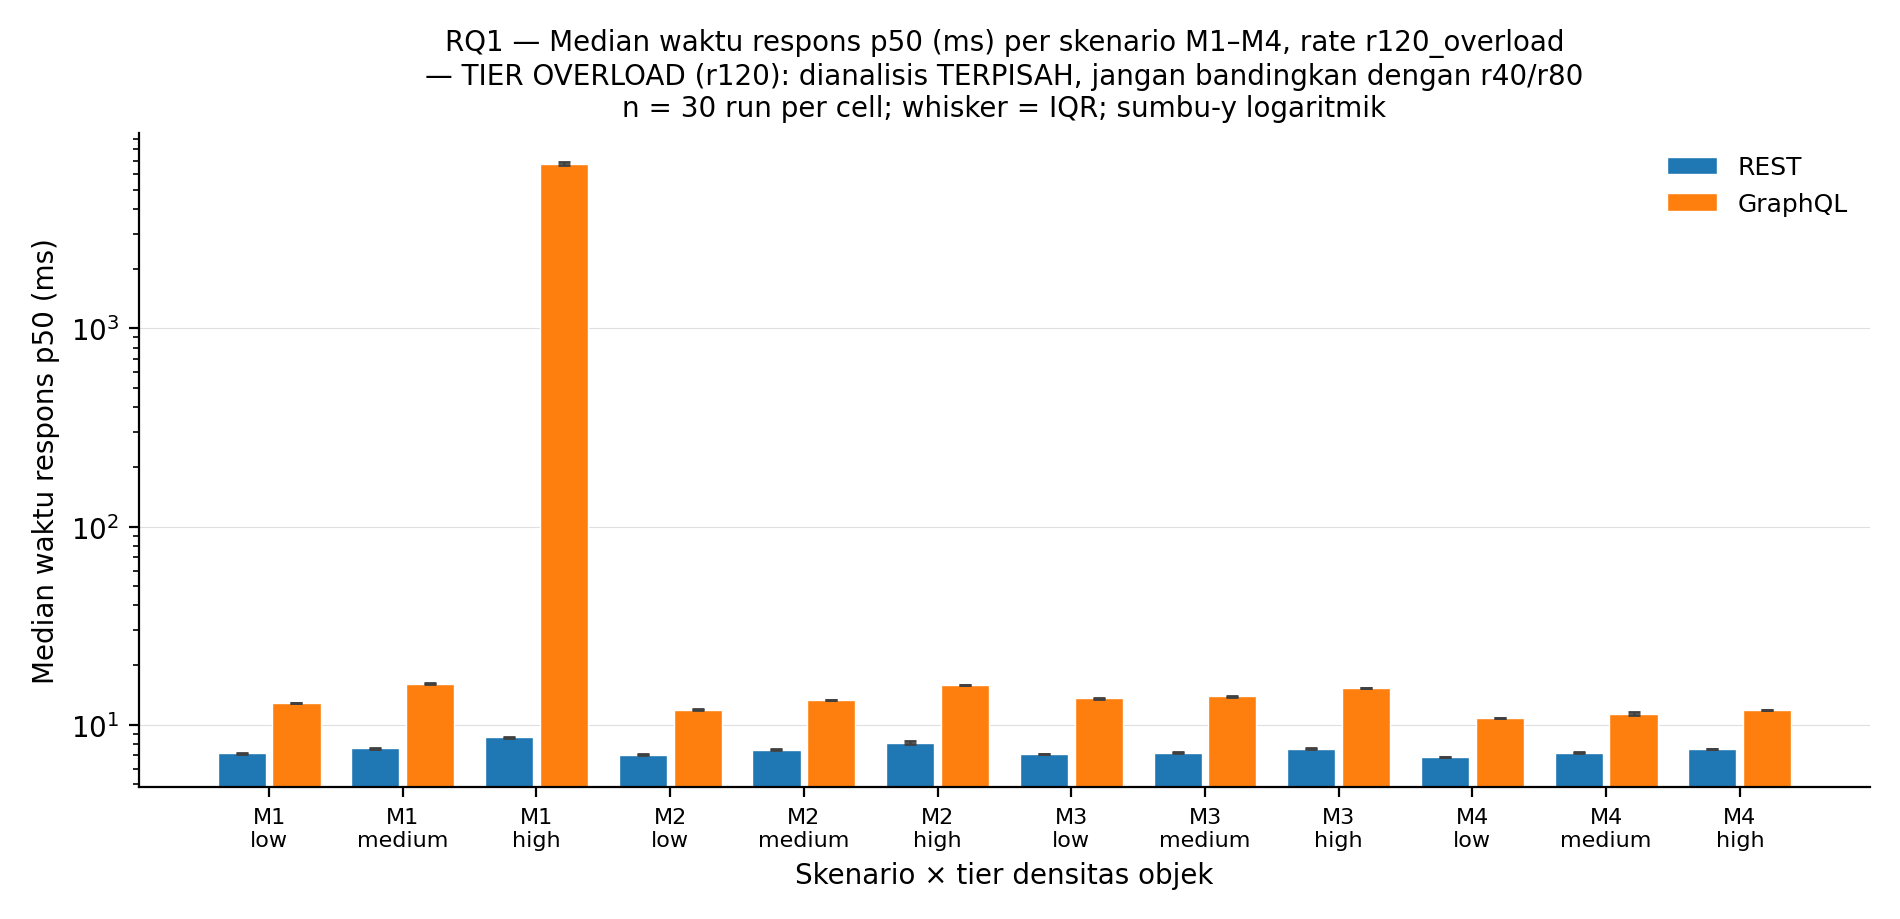 RQ1 — Median waktu respons p50 (ms) per skenario M1–M4, rate r120_overload
— TIER OVERLOAD (r120): dianalisis TERPISAH, jangan bandingkan dengan r40/r80
n = 30 run per cell; whisker = IQR; sumbu-y logaritmik
REST
GraphQL
Median waktu respons p50 (ms)
10³
10²
10¹
M1
low
M1
medium
M1
high
M2
low
M2
medium
M2
high
M3
low
M3
medium
M3
high
M4
low
M4
medium
M4
high
Skenario × tier densitas objek